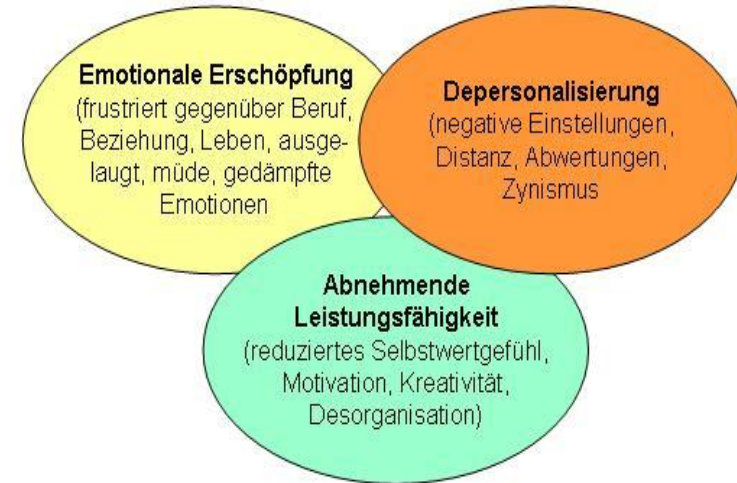 Emotionale Erschöpfung
(frustriert gegenüber Beruf,
Beziehung, Leben, ausge-
laugt, müde, gedämpfte
Emotionen
Depersonalisierung
(negative Einstellungen,
Distanz, Abwertungen,
Zynismus
Abnehmende
Leistungsfähigkeit
(reduziertes Selbstwertgefühl,
Motivation, Kreativität,
Desorganisation)